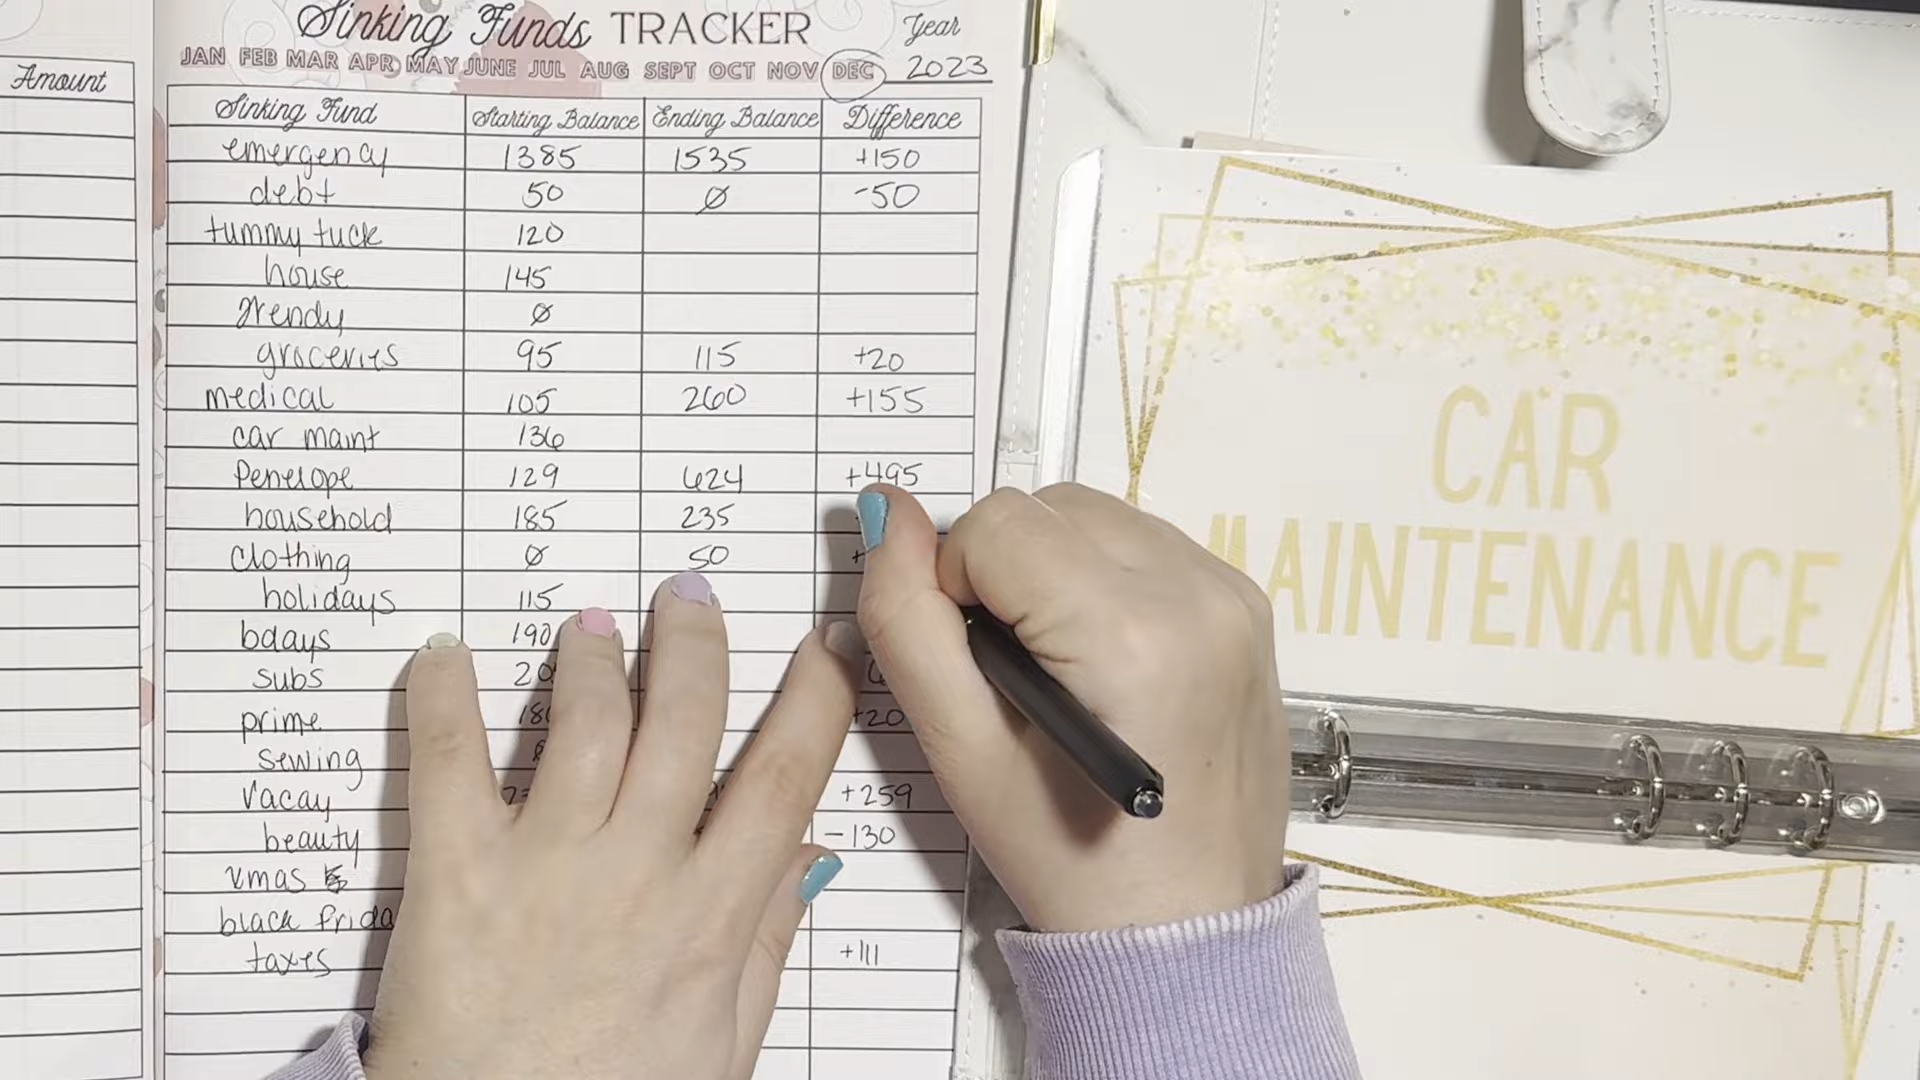 Sinking Funds TRACKER Year
JAN FEB MAR APR MAY JUNE JUL AUG SEPT OCT NOV DEC 2023
Amount
Sinking Fund Starting Balance Ending Balance Difference
emergency 1385 1535 +150
debt 50 Ø -50
tummy tuck 120
house 145
trendy Ø
groceries 95 115 +20
medical 105 260 +155
car maint 136
Penelope 129 624 +495
household 185 235
clothing Ø 50
holidays 115
bdays 190
subs
prime +20
sewing
vacay +259
beauty -130
xmas
black
taxes +111
CAR
MAINTENANCE